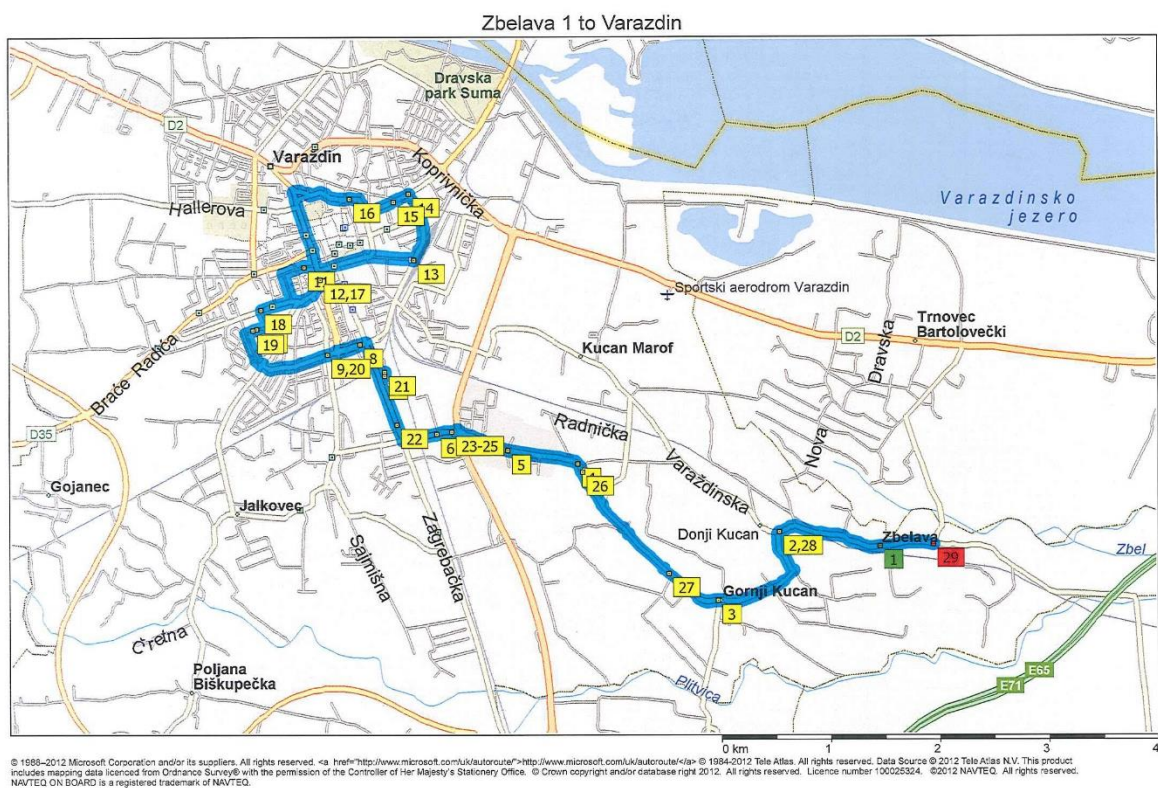 Zbelava 1 to Varazdin
Dravska
park Suma
D2
Koprivnička
Varaždin
Hallerova
Varazdinsko
jezero
16
15
14
13
Sportski aerodrom Varazdin
11
12,17
Trnovec
Bartolovečki
18
D2
Dravska
19
Kucan Marof
8
9,20
Brače Radiča
21
Nova
Radnička
D35
22
6
23-25
5
4
26
Gojanec
Varaždinska
Jalkovec
Zagrebačka
Donji Kucan
2,28
Zbelava
1
29
Zbel
Sajmišna
27
Gornji Kucan
3
Cretna
Poljana
Biškupečka
Plitvica
E65
E71
0 km
1
2
3
4
© 1988–2012 Microsoft Corporation and/or its suppliers. All rights reserved. <a href="http://www.microsoft.com/uk/autoroute/">http://www.microsoft.com/uk/autoroute/</a> © 1984-2012 Tele Atlas. All rights reserved. Data Source © 2012 Tele Atlas N.V. This product
includes mapping data licenced from Ordnance Survey® with the permission of the Controller of Her Majesty's Stationery Office. © Crown copyright and/or database right 2012. All rights reserved. Licence number 100025324. ©2012 NAVTEQ. All rights reserved.
NAVTEQ ON BOARD is a registered trademark of NAVTEQ.